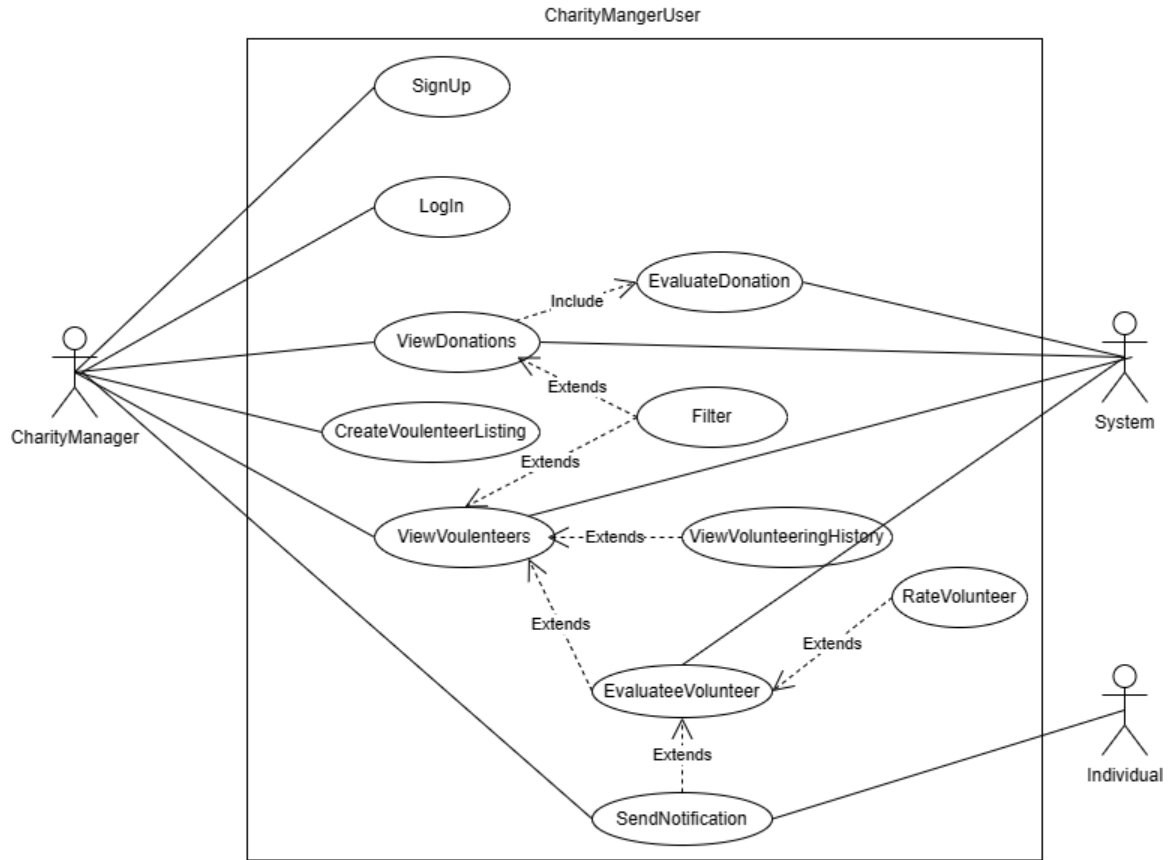 CharityMangerUser
SignUp
LogIn
EvaluateDonation
Include
ViewDonations
Extends
Filter
CharityManager
System
CreateVoulenteerListing
Extends
ViewVoulenteers
Extends
ViewVolunteeringHistory
RateVolunteer
Extends
Extends
EvaluateeVolunteer
Extends
Individual
SendNotification